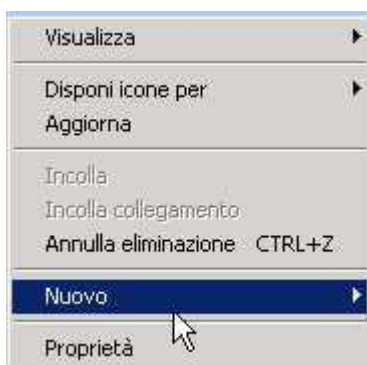 Visualizza
Disponi icone per
Aggiorna
Incolla
Incolla collegamento
Annulla eliminazione CTRL+Z
Nuovo
Proprietà